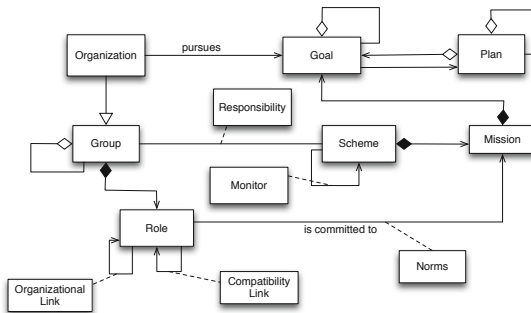 Organization
pursues
Goal
Plan
Responsibility
Group
Scheme
Mission
Monitor
Role
is committed to
Organizational
Link
Compatibility
Link
Norms